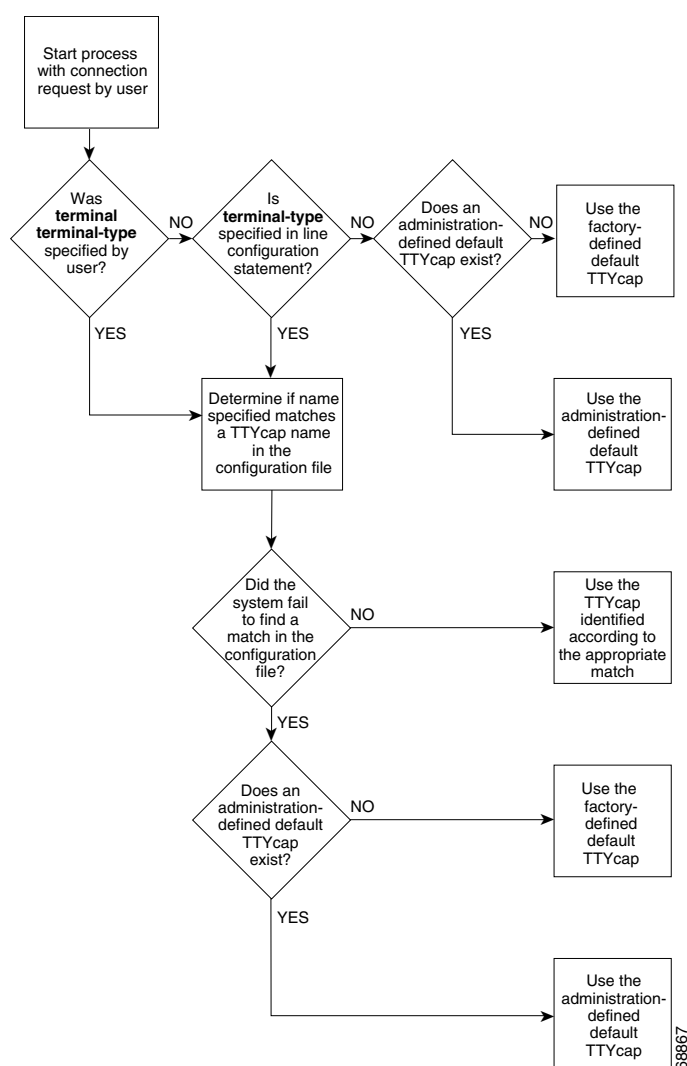 Start process
with connection
request by user
Was
terminal
terminal-type
specified by
user?
NO
Is
terminal-type
specified in line
configuration
statement?
NO
Does an
administration-
defined default
TTYcap exist?
NO
Use the
factory-
defined
default
TTYcap
YES
YES
YES
Determine if name
specified matches
a TTYcap name
in the
configuration file
Use the
administration-
defined
default
TTYcap
Did the
system fail
to find a
match in the
configuration
file?
NO
Use the
TTYcap
identified
according to
the appropriate
match
YES
Does an
administration-
defined default
TTYcap
exist?
NO
Use the
factory-
defined
default
TTYcap
YES
Use the
administration-
defined
default
TTYcap
68867